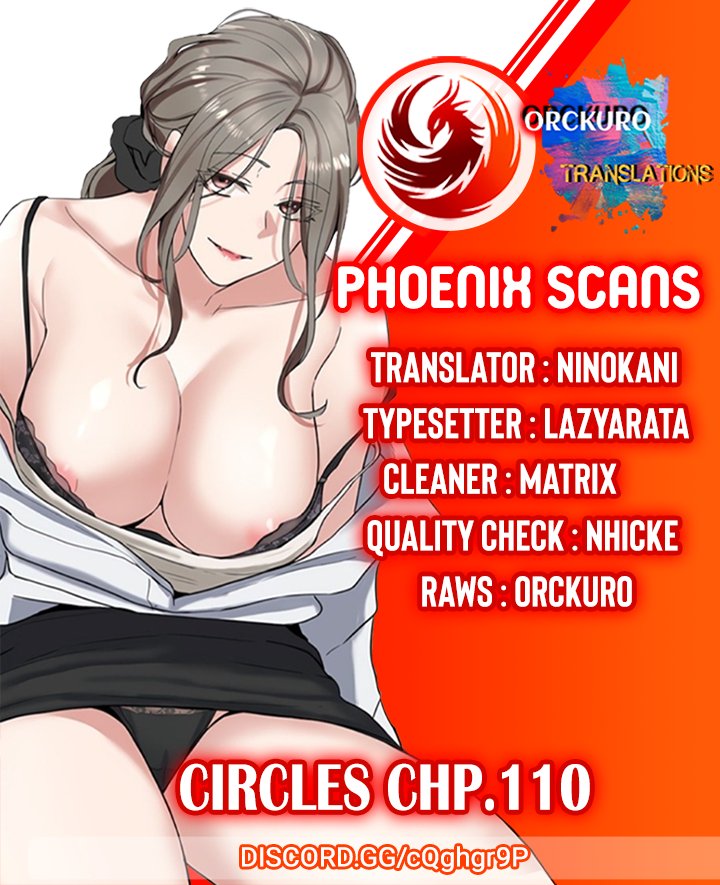 ORCKURO
TRANSLATIONS
PHOENIX SCANS
TRANSLATOR : NINOKANI
TYPESETTER : LAZYARATA
CLEANER : MATRIX
QUALITY CHECK : NHICKE
RAWS : ORCKURO
CIRCLES CHP.110
DISCORD.GG/cQghgr9P